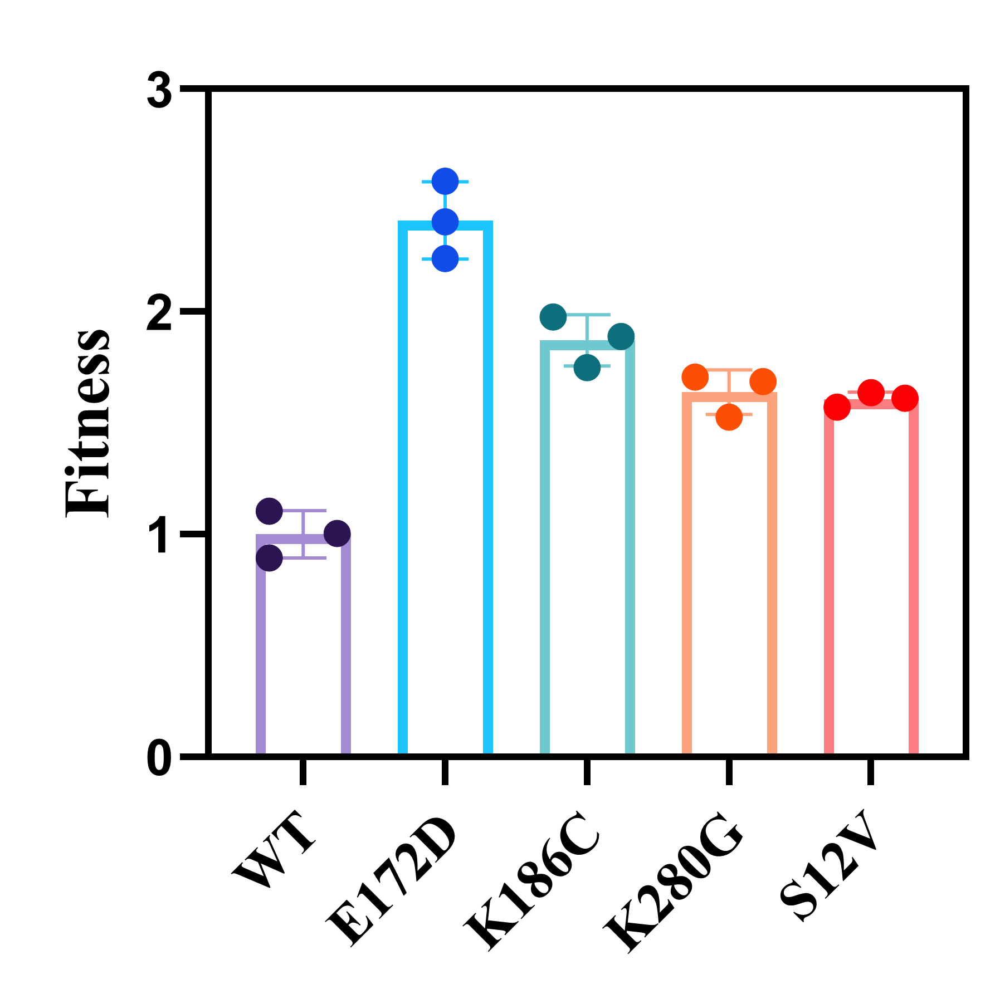 3
2
1
0
Fitness
WT
E172D
K186C
K280G
S12V